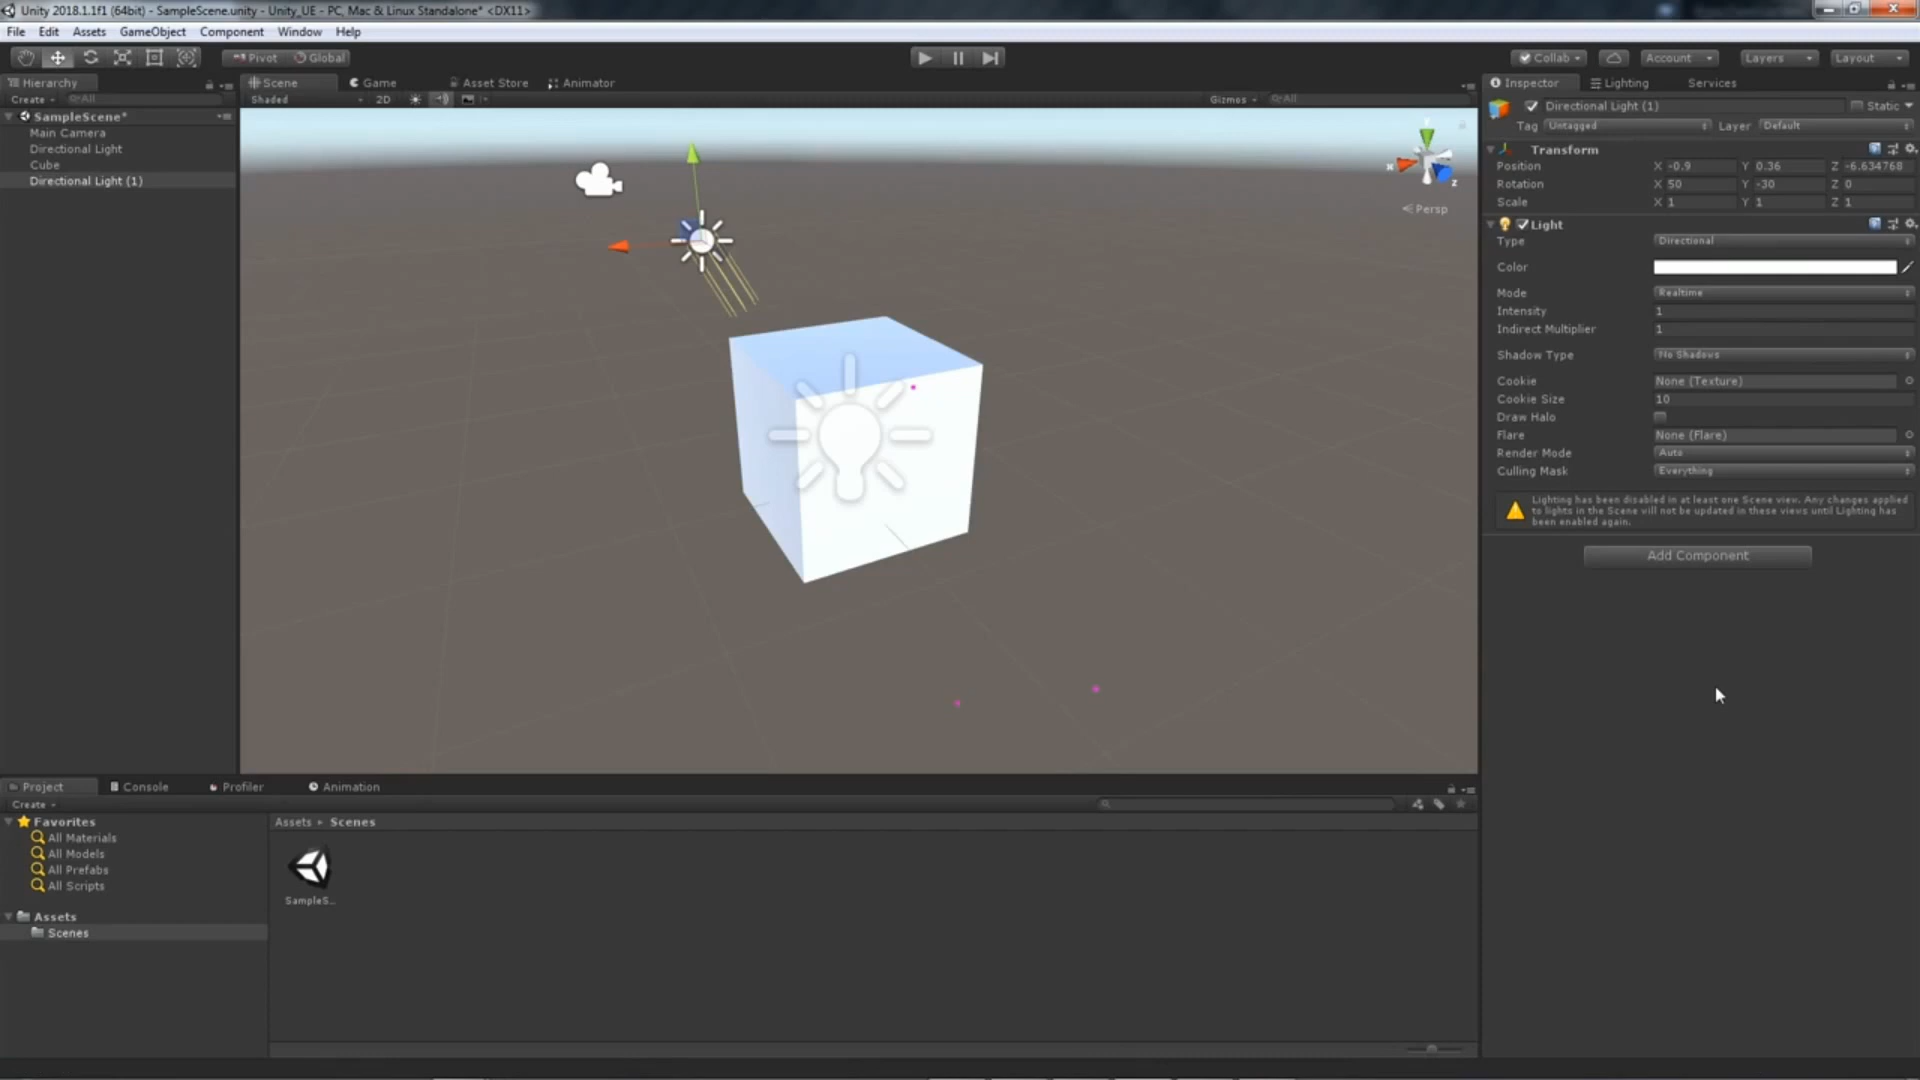 Unity 2018.1.1f1 (64bit) - SampleScene.unity - Unity_UE - PC, Mac & Linux Standalone* <DX11>
File Edit Assets GameObject Component Window Help
Pivot Global Collab Account Layers Layout
Hierarchy
Create All
SampleScene*
Main Camera
Directional Light
Cube
Directional Light (1)
Scene Game Asset Store Animator
Shaded 2D Gizmos All
x
z
Persp
Inspector Lighting Services
Directional Light (1) Static
Tag Untagged Layer Default
Transform
Position X -0.9 Y 0.36 Z -6.634768
Rotation X 50 Y -30 Z 0
Scale X 1 Y 1 Z 1
Light
Type Directional
Color
Mode Realtime
Intensity 1
Indirect Multiplier 1
Shadow Type No Shadows
Cookie None (Texture)
Cookie Size 10
Draw Halo
Flare None (Flare)
Render Mode Auto
Culling Mask Everything
Lighting has been disabled in at least one Scene view. Any changes applied
to lights in the Scene will not be updated in these views until Lighting has
been enabled again.
Add Component
Project Console Profiler Animation
Create
Favorites
All Materials
All Models
All Prefabs
All Scripts
Assets
Scenes
Assets Scenes
SampleS...